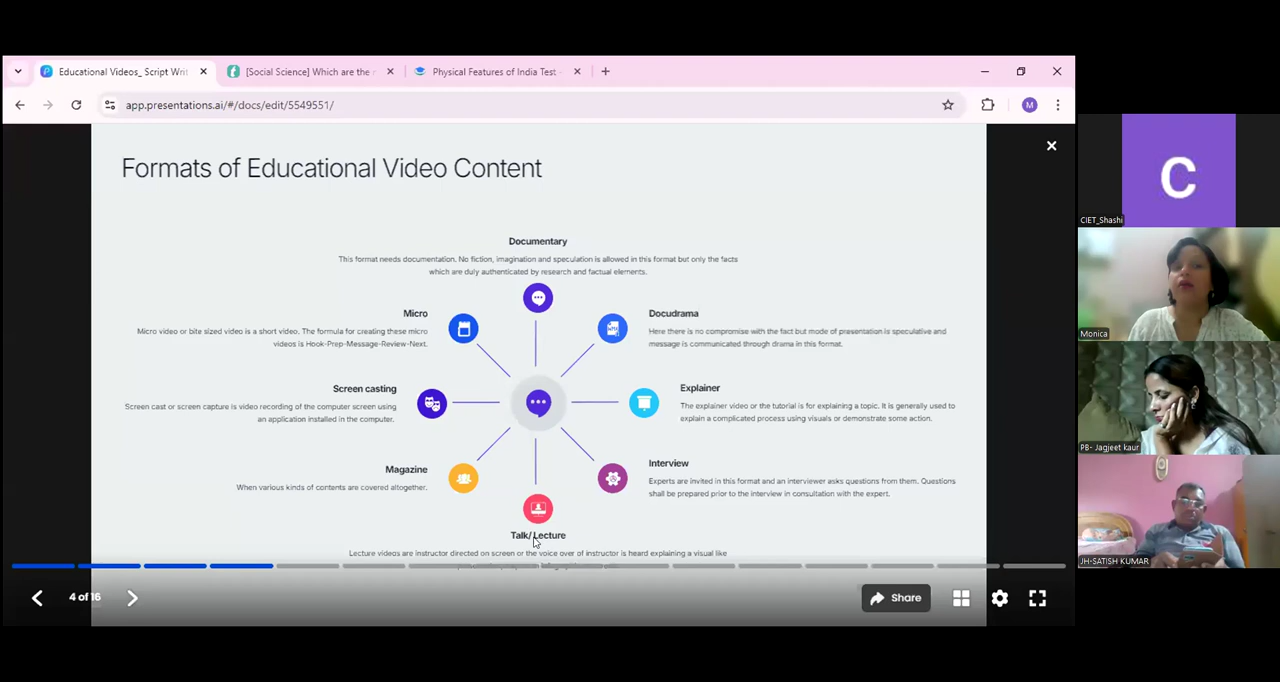 Educational Videos_ Script Writ
[Social Science] Which are the r
Physical Features of India Test -
app.presentations.ai/#/docs/edit/5549551/
M
Formats of Educational Video Content
Documentary
This format needs documentation. No fiction, imagination and speculation is allowed in this format but only the facts
which are duly authenticated by research and factual elements.
Micro
Micro video or bite sized video is a short video. The formula for creating these micro
videos is Hook-Prep-Message-Review-Next.
Docudrama
Here there is no compromise with the fact but mode of presentation is speculative and
message is communicated through drama in this format.
Screen casting
Screen cast or screen capture is video recording of the computer screen using
an application installed in the computer.
Explainer
The explainer video or the tutorial is for explaining a topic. It is generally used to
explain a complicated process using visuals or demonstrate some action.
Magazine
When various kinds of contents are covered altogether.
Interview
Experts are invited in this format and an interviewer asks questions from them. Questions
shall be prepared prior to the interview in consultation with the expert.
Talk/ Lecture
Lecture videos are instructor directed on screen or the voice over of instructor is heard explaining a visual like
4 of 16
Share
C
CIET_Shashi
Monica
PB- Jagjeet kaur
JH-SATISH KUMAR